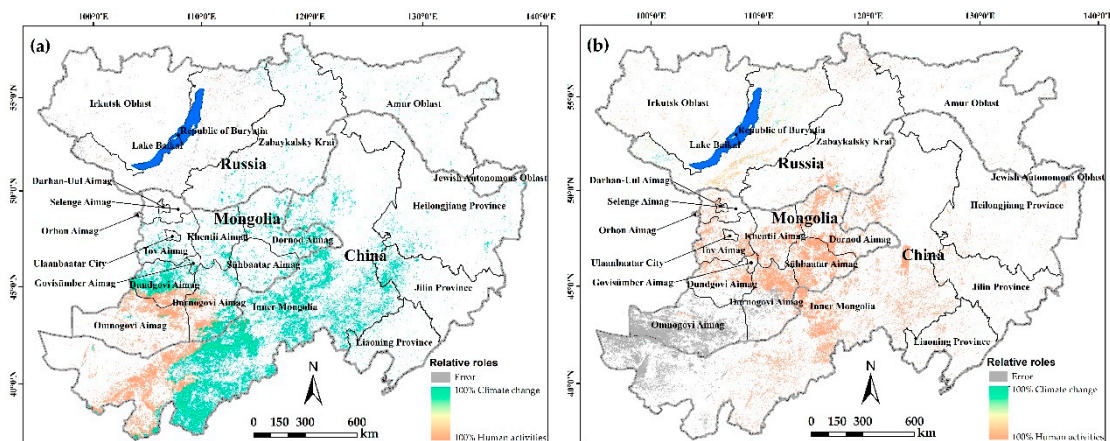 100°0'E 110°0'E 120°0'E 130°0'E 140°0'E
(a)
55°0'N
50°0'N
45°0'N
40°0'N
Irkutsk Oblast
Amur Oblast
Republic of Buryatia
Lake Baikal
Zabaykalsky Krai
Russia
Jewish Autonomous Oblast
Darhan-Uul Aimag
Selenge Aimag
Heilongjiang Province
Mongolia
Orhon Aimag
Khentii Aimag
Dornod Aimag
Tov Aimag
Ulaanbaatar City
China
Sühbaatar Aimag
Govisümber Aimag
Dundgovi Aimag
Jilin Province
Dornogovi Aimag
Inner Mongolia
Omnogovi Aimag
Liaoning Province
N
Relative roles
Error
100% Climate change
100% Human activities
0 150 300 600
km
100°0'E 110°0'E 120°0'E 130°0'E 140°0'E
(b)
55°0'N
50°0'N
45°0'N
40°0'N
Irkutsk Oblast
Amur Oblast
Republic of Buryatia
Lake Baikal
Zabaykalsky Krai
Russia
Jewish Autonomous Oblast
Darhan-Uul Aimag
Selenge Aimag
Heilongjiang Province
Mongolia
Orhon Aimag
Khentii Aimag
Dornod Aimag
Tov Aimag
Ulaanbaatar City
China
Sühbaatar Aimag
Govisümber Aimag
Dundgovi Aimag
Jilin Province
Dornogovi Aimag
Inner Mongolia
Omnogovi Aimag
Liaoning Province
N
Relative roles
Error
100% Climate change
100% Human activities
0 150 300 600
km